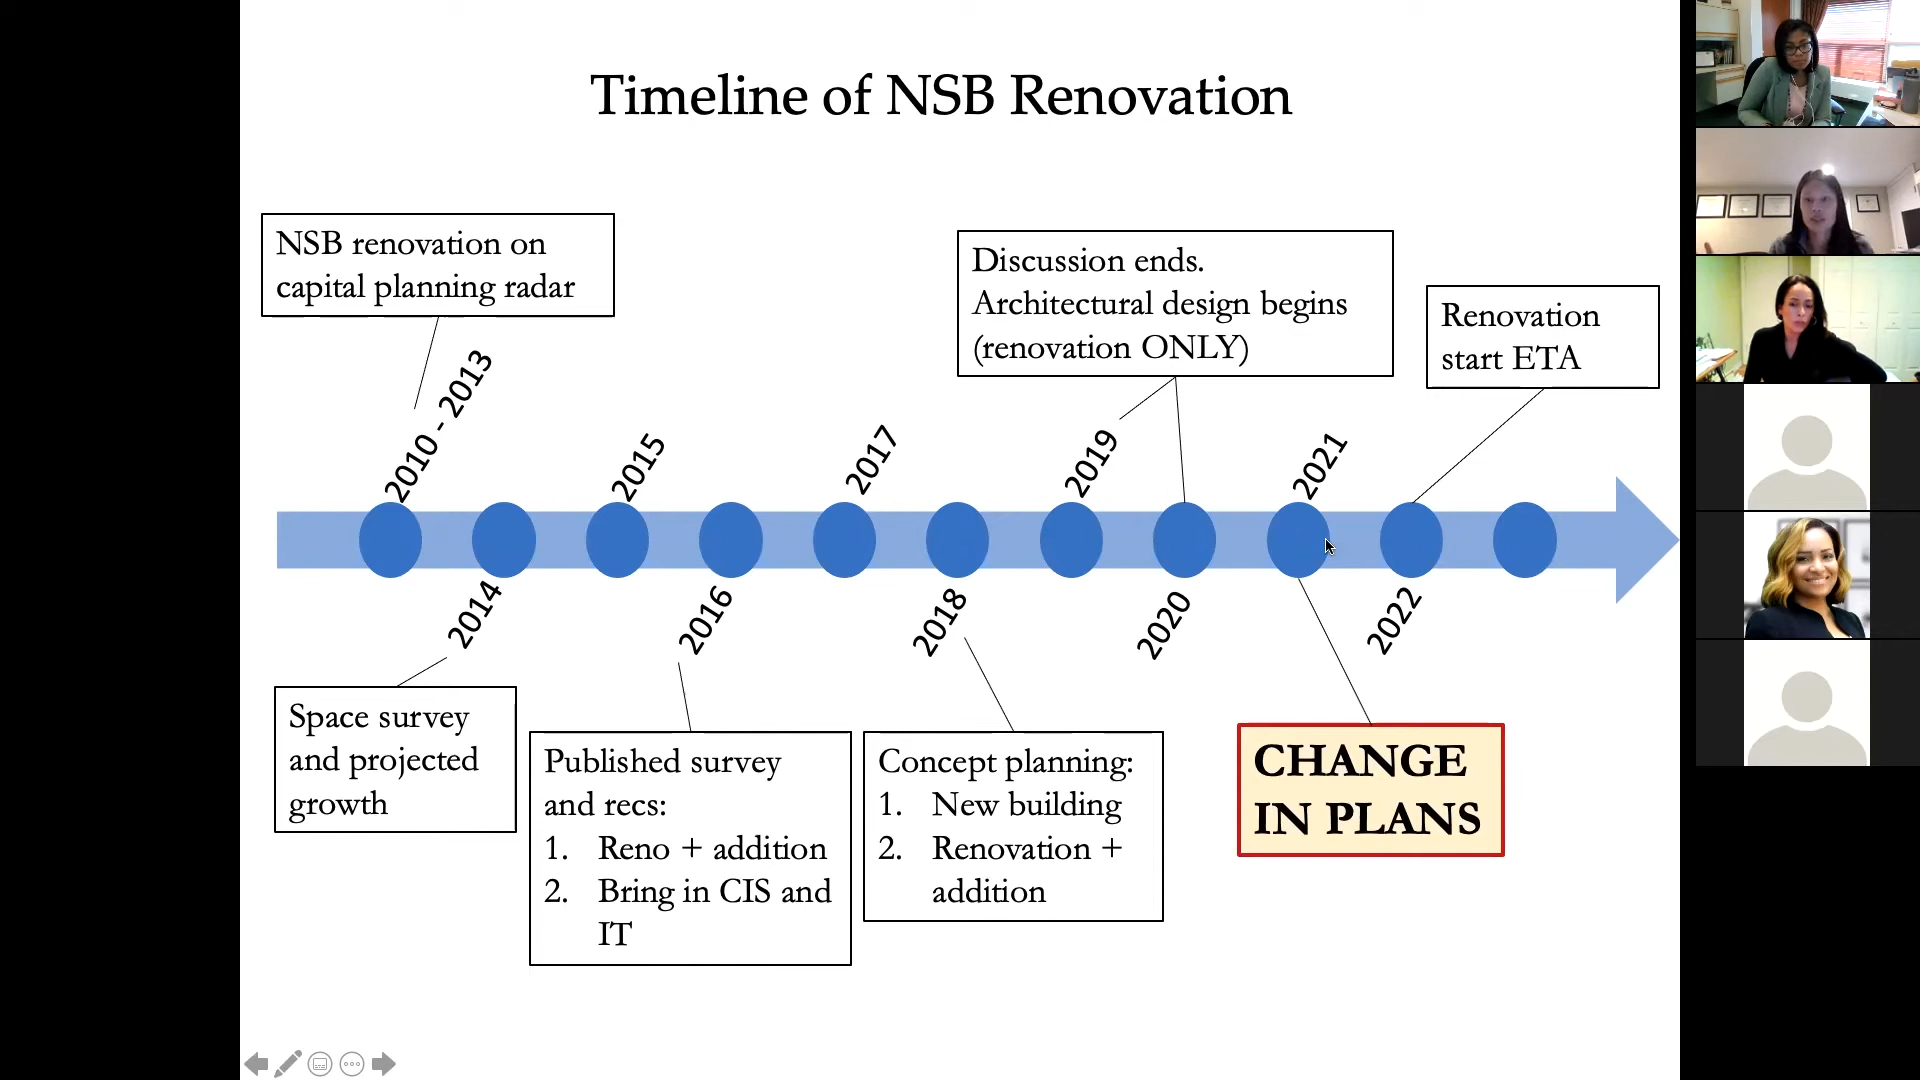 Timeline of NSB Renovation
NSB renovation on
capital planning radar
Discussion ends.
Architectural design begins
(renovation ONLY)
Renovation
start ETA
2010 - 2013
2015
2017
2019
2021
2014
2016
2018
2020
2022
Space survey
and projected
growth
Published survey
and recs:
1. Reno + addition
2. Bring in CIS and
IT
Concept planning:
1. New building
2. Renovation +
addition
CHANGE
IN PLANS